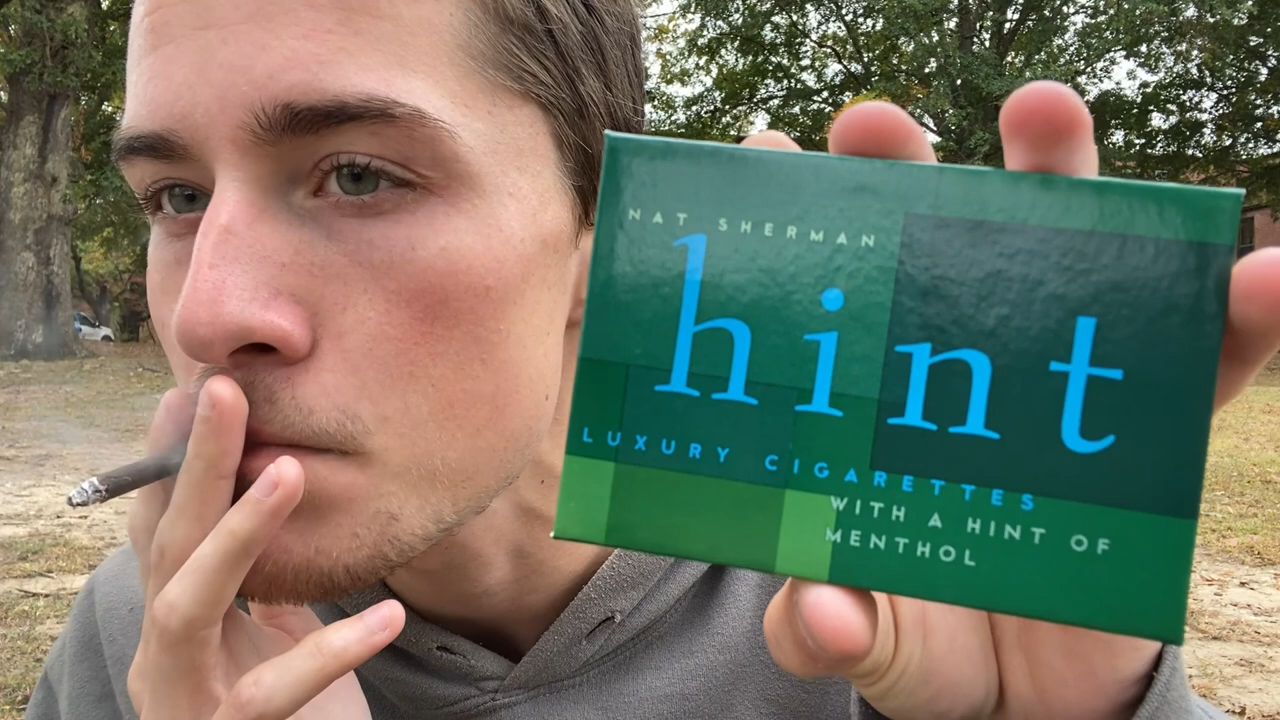 NAT SHERMAN
hint
LUXURY CIGARETTES
WITH A HINT OF
MENTHOL